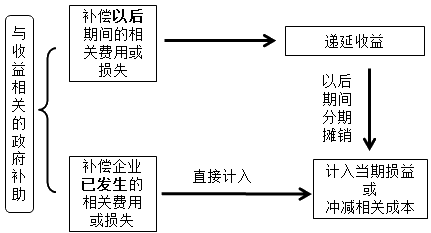 与收益相关的政府补助
补偿以后
期间的相
关费用或
损失
递延收益
以后
期间
分期
摊销
补偿企业
已发生的
相关费用
或损失
直接计入
计入当期损益
或
冲减相关成本